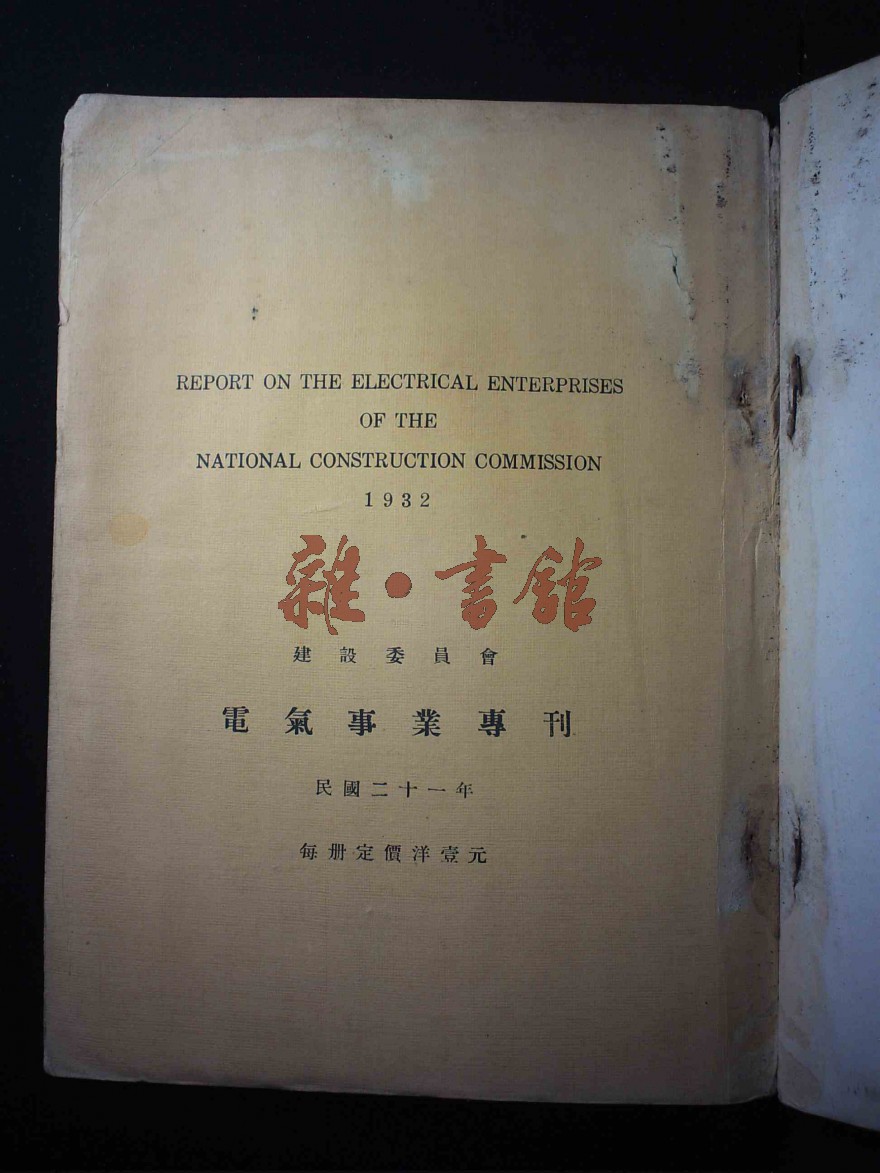 REPORT ON THE ELECTRICAL ENTERPRISES
OF THE
NATIONAL CONSTRUCTION COMMISSION
1932
雜·書館
建設委員會
電氣事業專刊
民國二十一年
每册定價洋壹元